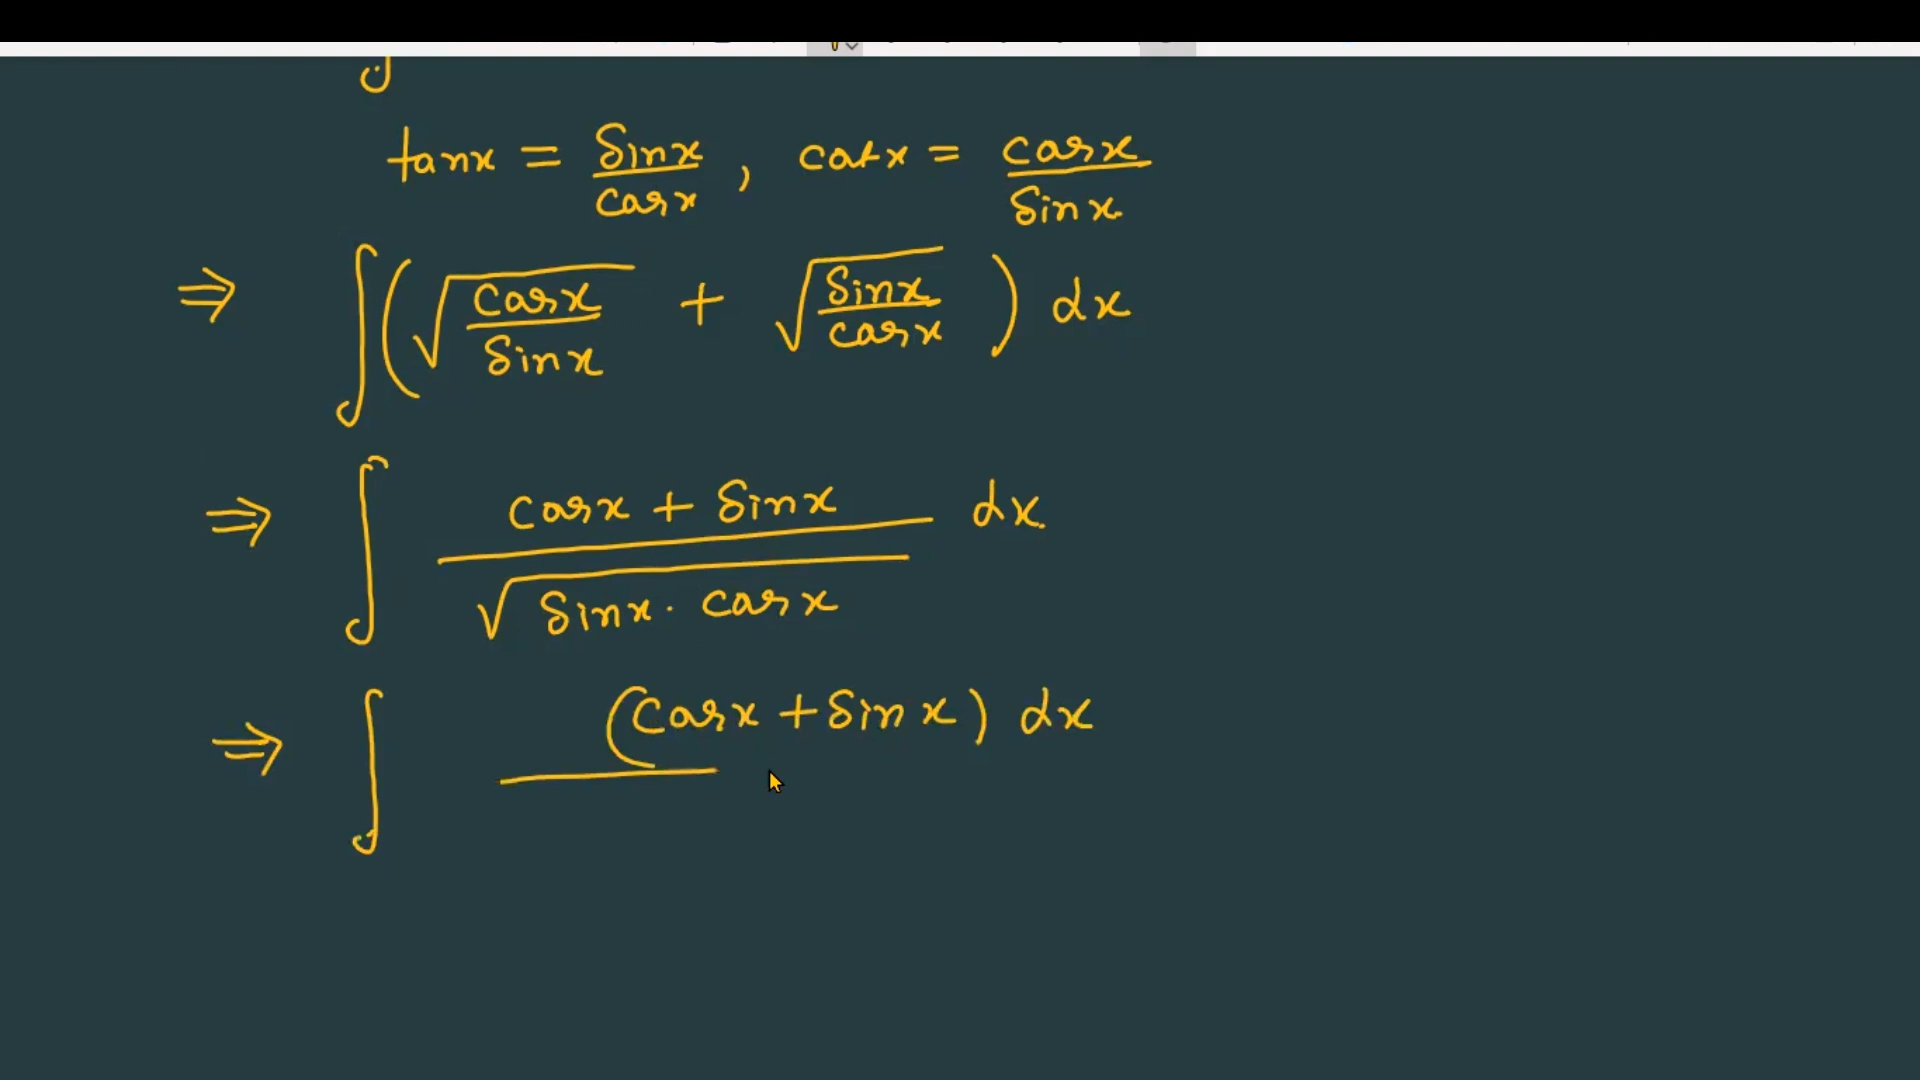 tanx = sinx/cosx , cotx = cosx/sinx
⇒ ∫(√(cosx/sinx) + √(sinx/cosx)) dx
⇒ ∫ (cosx + sinx)/√(sinx · cosx) dx.
⇒ ∫ (cosx + sinx) dx